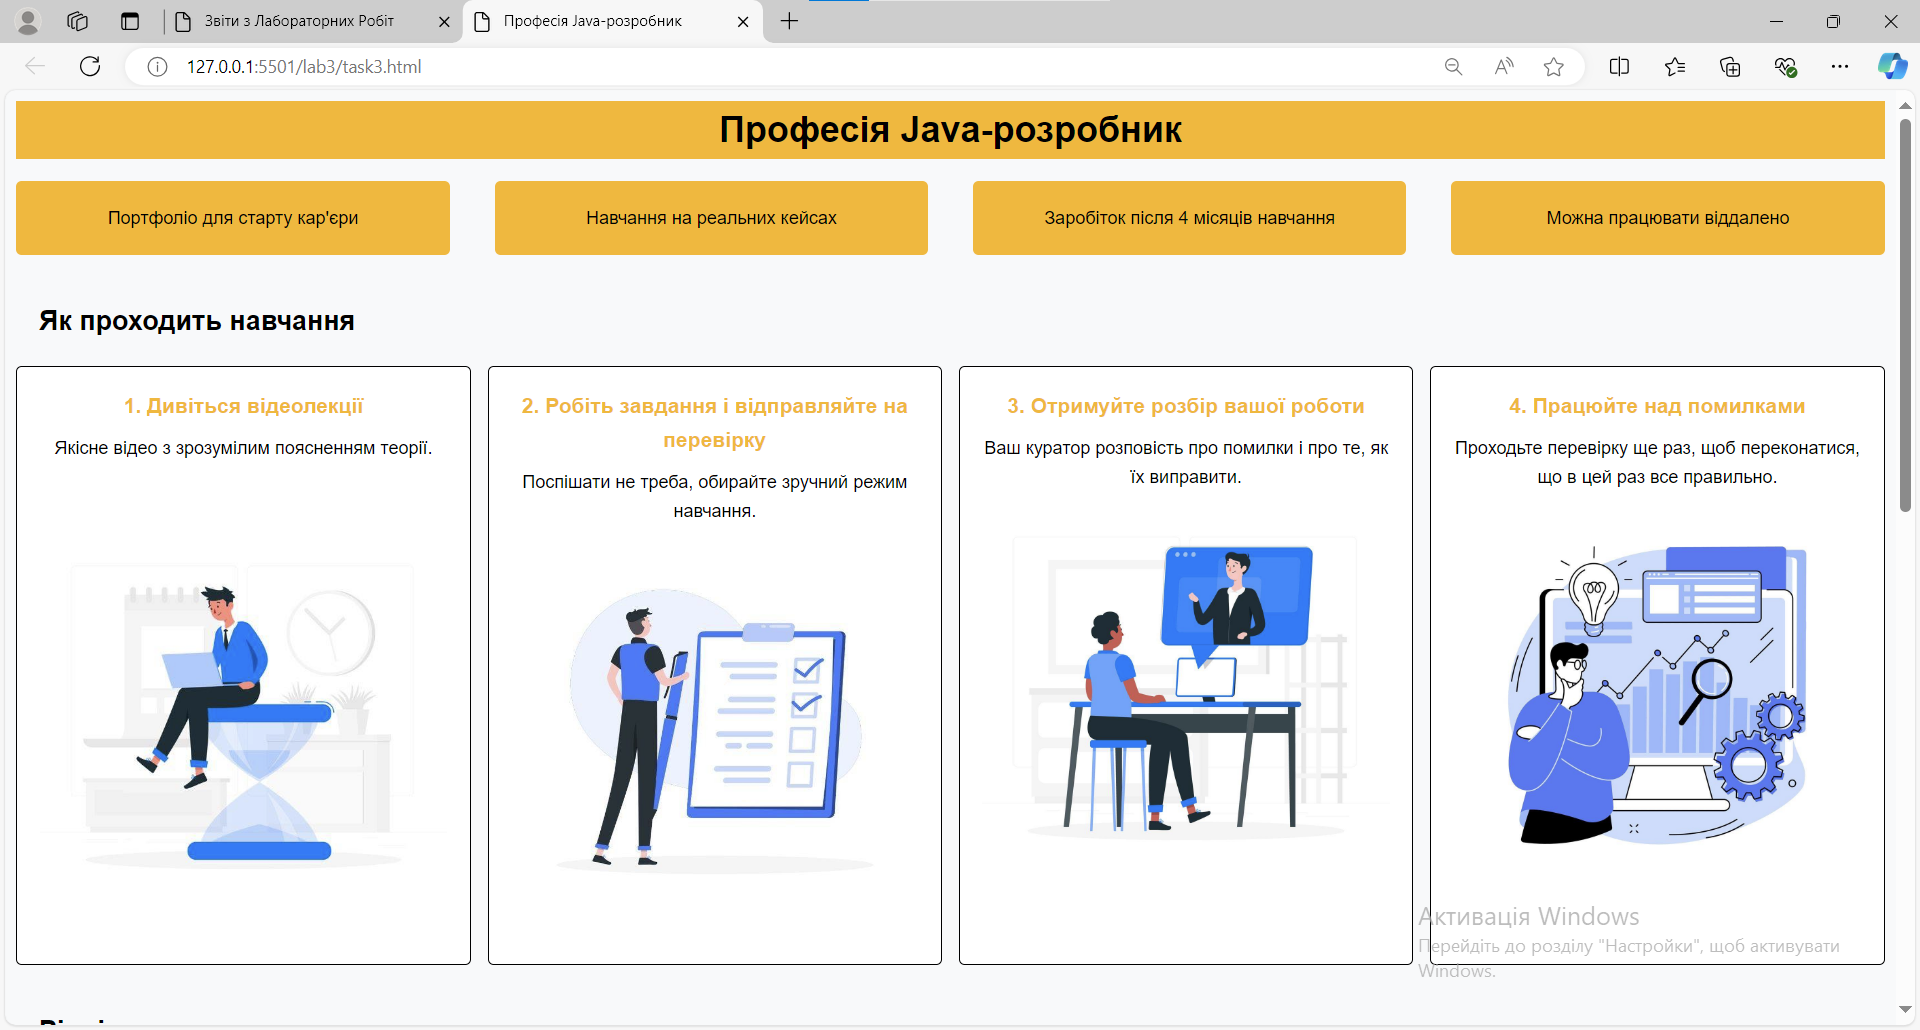 Звіти з Лабораторних Робіт
Професія Java-розробник
127.0.0.1:5501/lab3/task3.html
Професія Java-розробник
Портфоліо для старту кар'єри
Навчання на реальних кейсах
Заробіток після 4 місяців навчання
Можна працювати віддалено
Як проходить навчання
1. Дивіться відеолекції
Якісне відео з зрозумілим поясненням теорії.
2. Робіть завдання і відправляйте на
перевірку
Поспішати не треба, обирайте зручний режим
навчання.
3. Отримуйте розбір вашої роботи
Ваш куратор розповість про помилки і про те, як
їх виправити.
4. Працюйте над помилками
Проходьте перевірку ще раз, щоб переконатися,
що в цей раз все правильно.
Активація Windows
Перейдіть до розділу "Настройки", щоб активувати
Windows.